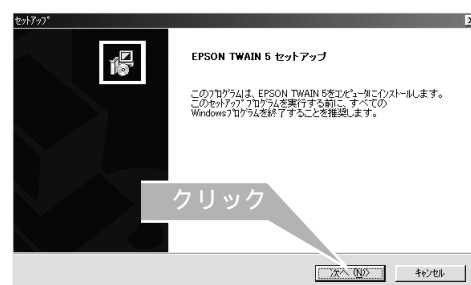 セットアップ
EPSON TWAIN 5 セットアップ
このプログラムは、EPSON TWAIN 5をコンピュータにインストールします。
このセットアッププログラムを実行する前に、すべての
Windowsプログラムを終了することを推奨します。
クリック
次へ(N)> キャンセル